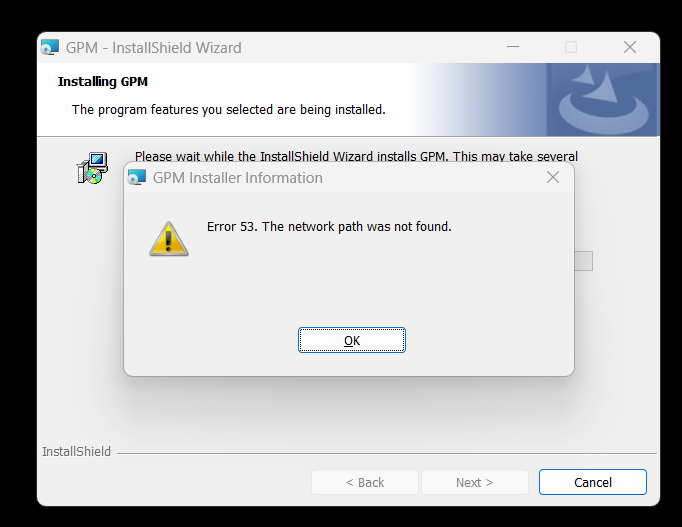 GPM - InstallShield Wizard
Installing GPM
The program features you selected are being installed.
Please wait while the InstallShield Wizard installs GPM. This may take several
GPM Installer Information
Error 53. The network path was not found.
OK
InstallShield
< Back
Next >
Cancel